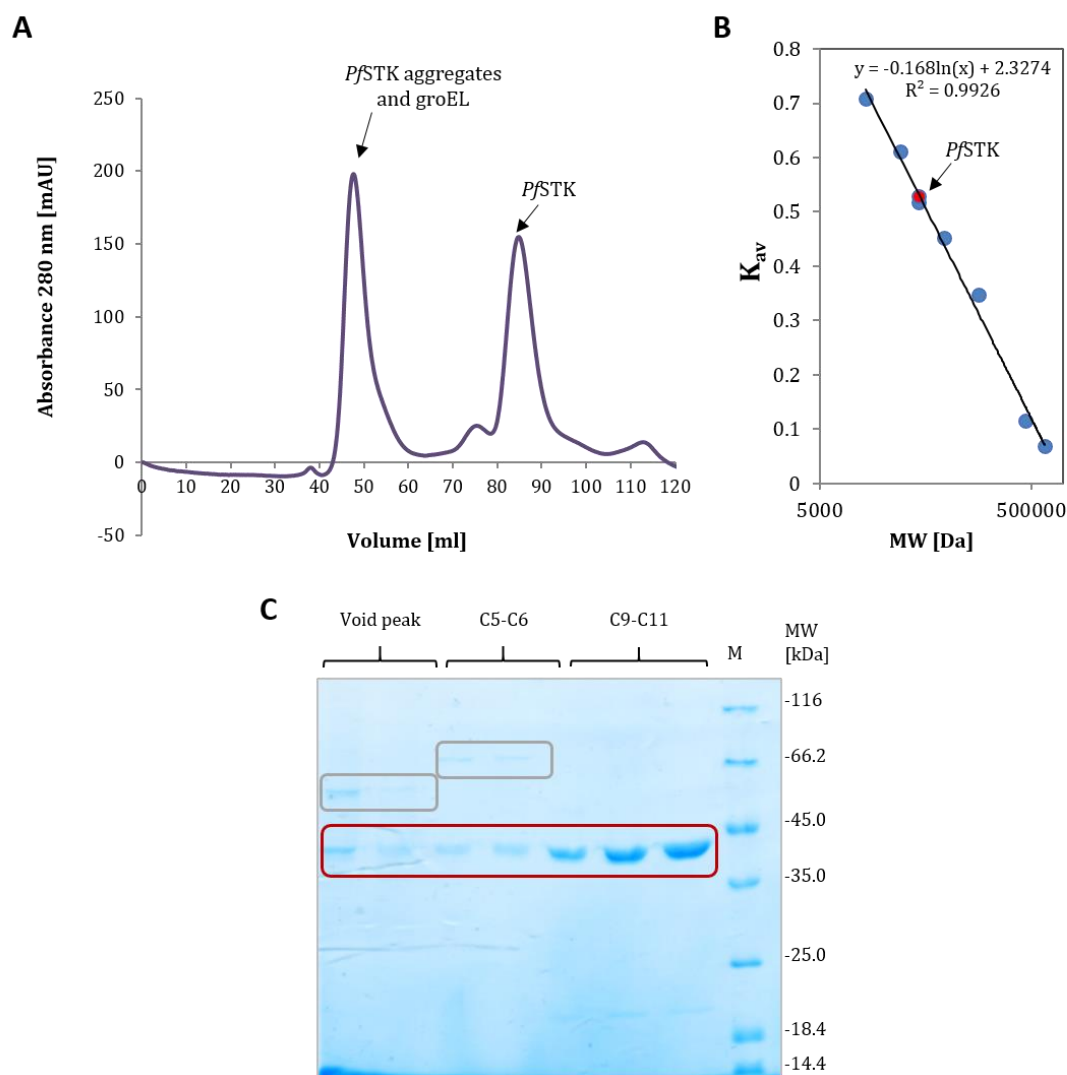 A
PfSTK aggregates
and groEL
PfSTK
250
200
150
100
50
0
-50
0 10 20 30 40 50 60 70 80 90 100 110 120
Absorbance 280 nm [mAU]
Volume [ml]
B
y = -0.168ln(x) + 2.3274
R² = 0.9926
PfSTK
0.8
0.7
0.6
0.5
0.4
0.3
0.2
0.1
0
5000 500000
Kav
MW [Da]
C
Void peak C5-C6 C9-C11
M
MW
[kDa]
-116
-66.2
-45.0
-35.0
-25.0
-18.4
-14.4